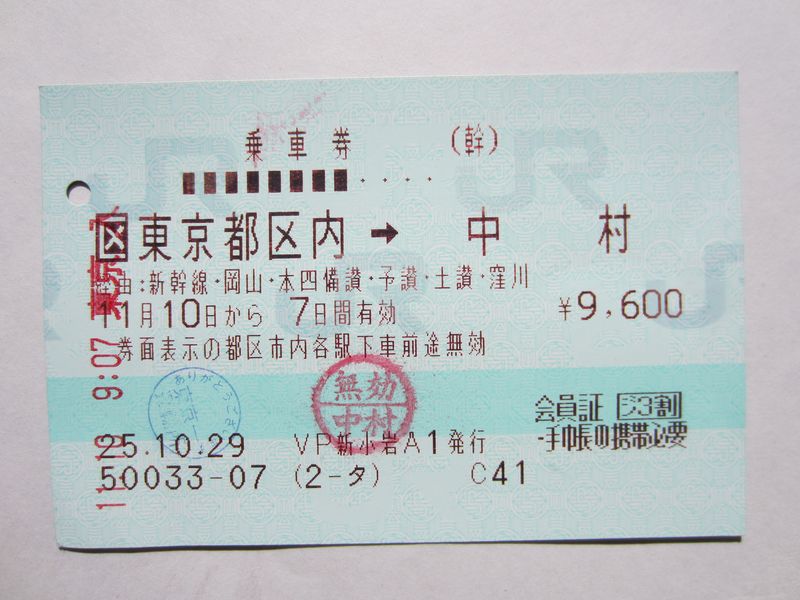 乗車券 (幹)
区 東京都区内 → 中村
経由:新幹線・岡山・本四備讃・予讃・土讃・窪川
11月10日から 7日間有効 ¥9,600
券面表示の都区市内各駅下車前途無効
会員証 ジ3割
-手帳の携帯必要
25.10.29 VP新小岩A1発行
50033-07 (2-タ) C41
無効
中村
9:07
JR